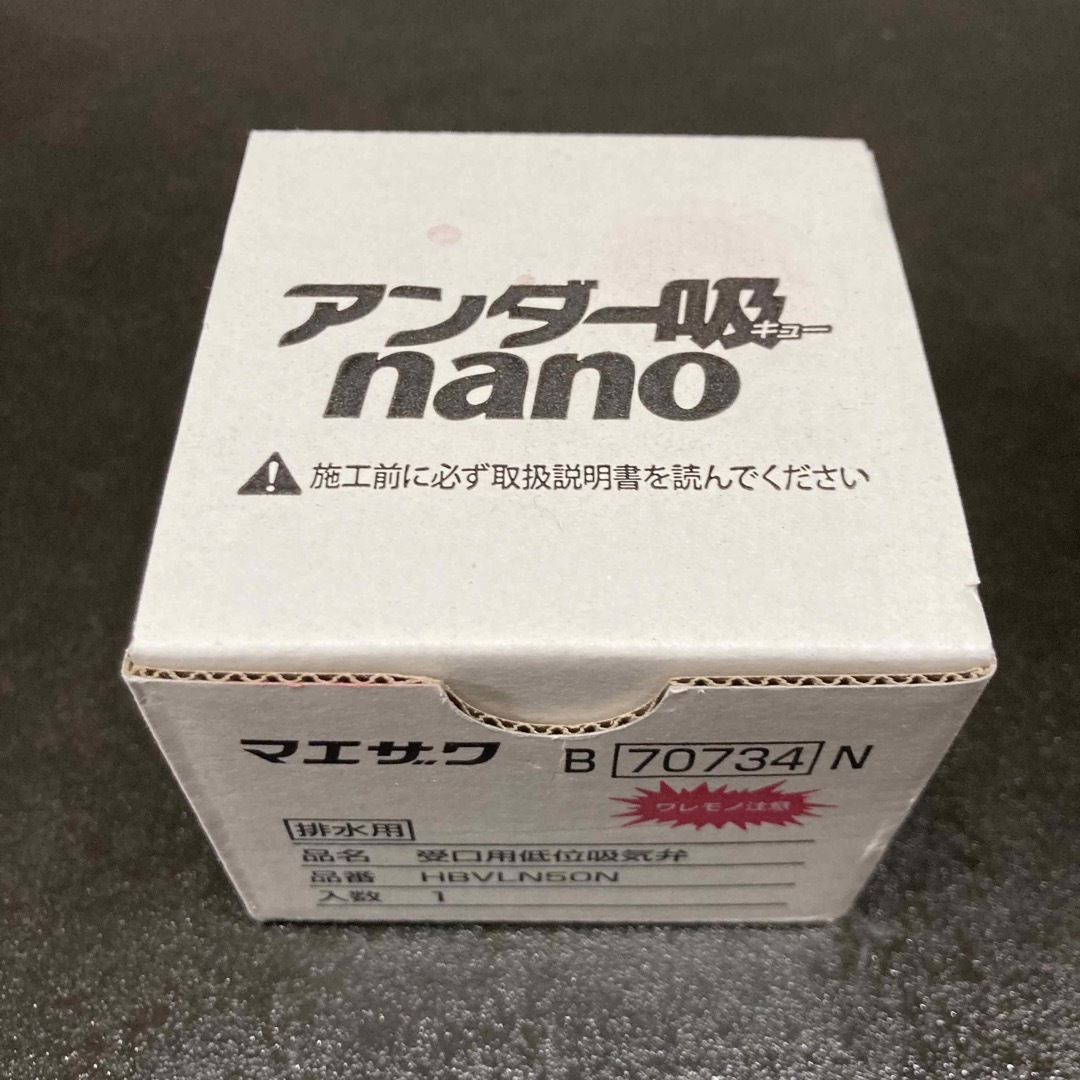 アンダー吸
キュー
nano
施工前に必ず取扱説明書を読んでください
マエザワ B 70734 N
ワレモノ注意
排水用
品名 受口用低位吸気弁
品番 HBVLN50N
入数 1